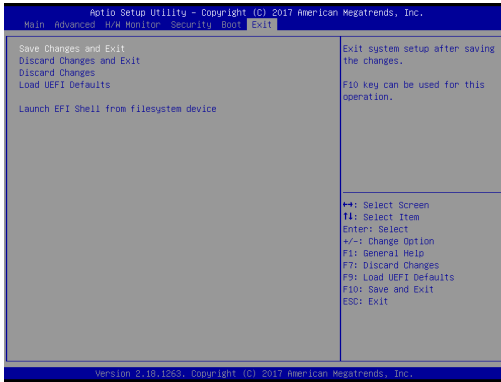 Aptio Setup Utility – Copyright (C) 2017 American Megatrends, Inc.
Main Advanced H/W Monitor Security Boot Exit
Save Changes and Exit
Discard Changes and Exit
Discard Changes
Load UEFI Defaults
Launch EFI Shell from filesystem device
Exit system setup after saving
the changes.
F10 key can be used for this
operation.
↔: Select Screen
↑↓: Select Item
Enter: Select
+/-: Change Option
F1: General Help
F7: Discard Changes
F9: Load UEFI Defaults
F10: Save and Exit
ESC: Exit
Version 2.18.1263. Copyright (C) 2017 American Megatrends, Inc.